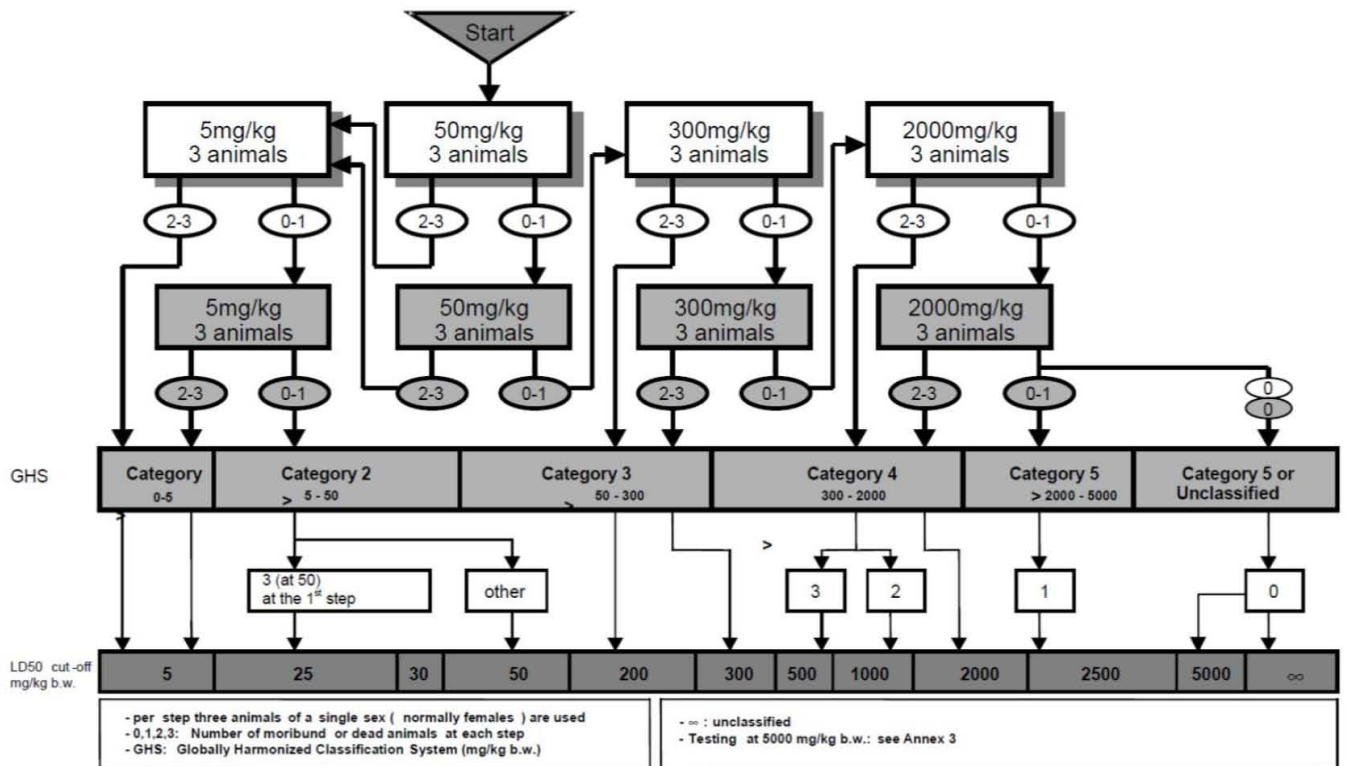 Start
5mg/kg
3 animals
50mg/kg
3 animals
300mg/kg
3 animals
2000mg/kg
3 animals
2-3
0-1
2-3
0-1
2-3
0-1
2-3
0-1
5mg/kg
3 animals
50mg/kg
3 animals
300mg/kg
3 animals
2000mg/kg
3 animals
2-3
0-1
2-3
0-1
2-3
0-1
2-3
0-1
0
0
GHS
Category
0-5
>
Category 2
> 5 - 50
Category 3
> 50 - 300
Category 4
300 - 2000
Category 5
> 2000 - 5000
Category 5 or
Unclassified
>
3 (at 50)
at the 1st step
other
3
2
1
0
LD50 cut-off
mg/kg b.w.
5
25
30
50
200
300
500
1000
2000
2500
5000
∞
- per step three animals of a single sex ( normally females ) are used
- 0,1,2,3: Number of moribund or dead animals at each step
- GHS: Globally Harmonized Classification System (mg/kg b.w.)
- ∞ : unclassified
- Testing at 5000 mg/kg b.w.: see Annex 3